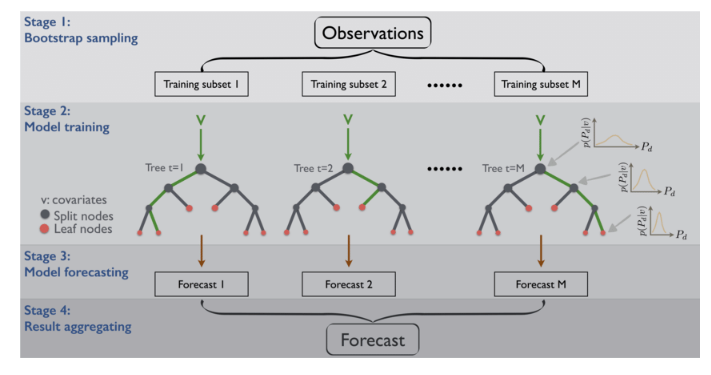 Stage 1:
Bootstrap sampling
Observations
Training subset 1
Training subset 2
Training subset M
Stage 2:
Model training
v
v
v
Tree t=1
Tree t=2
Tree t=M
p(P_d|v)
P_d
p(P_d|v)
P_d
p(P_d|v)
P_d
v: covariates
Split nodes
Leaf nodes
Stage 3:
Model forecasting
Forecast 1
Forecast 2
Forecast M
Stage 4:
Result aggregating
Forecast